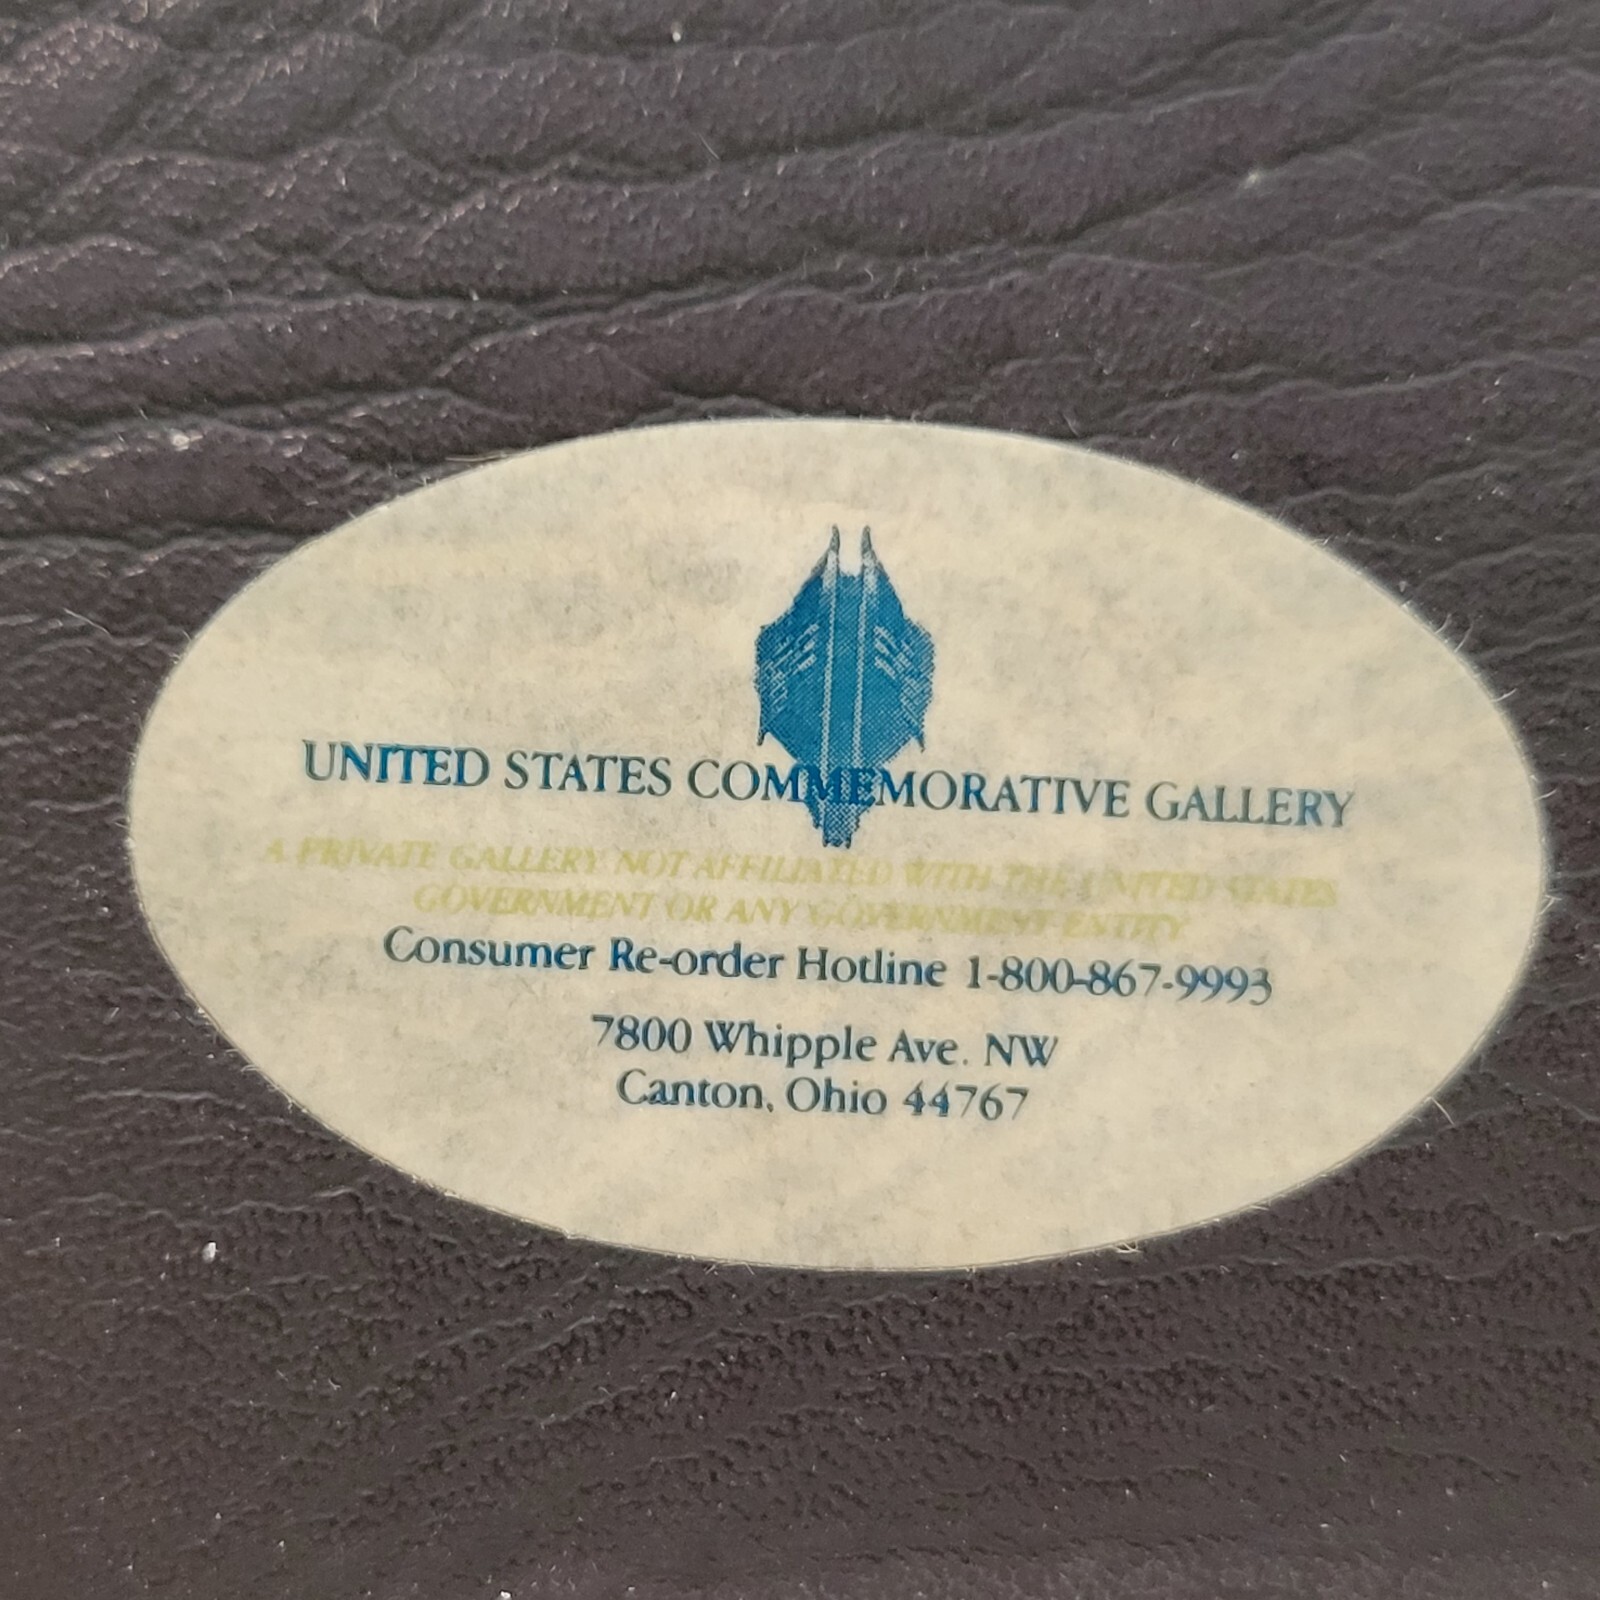 UNITED STATES COMMEMORATIVE GALLERY
A PRIVATE GALLERY NOT AFFILIATED WITH THE UNITED STATES
GOVERNMENT OR ANY GOVERNMENT ENTITY
Consumer Re-order Hotline 1-800-867-9993
7800 Whipple Ave. NW
Canton, Ohio 44767